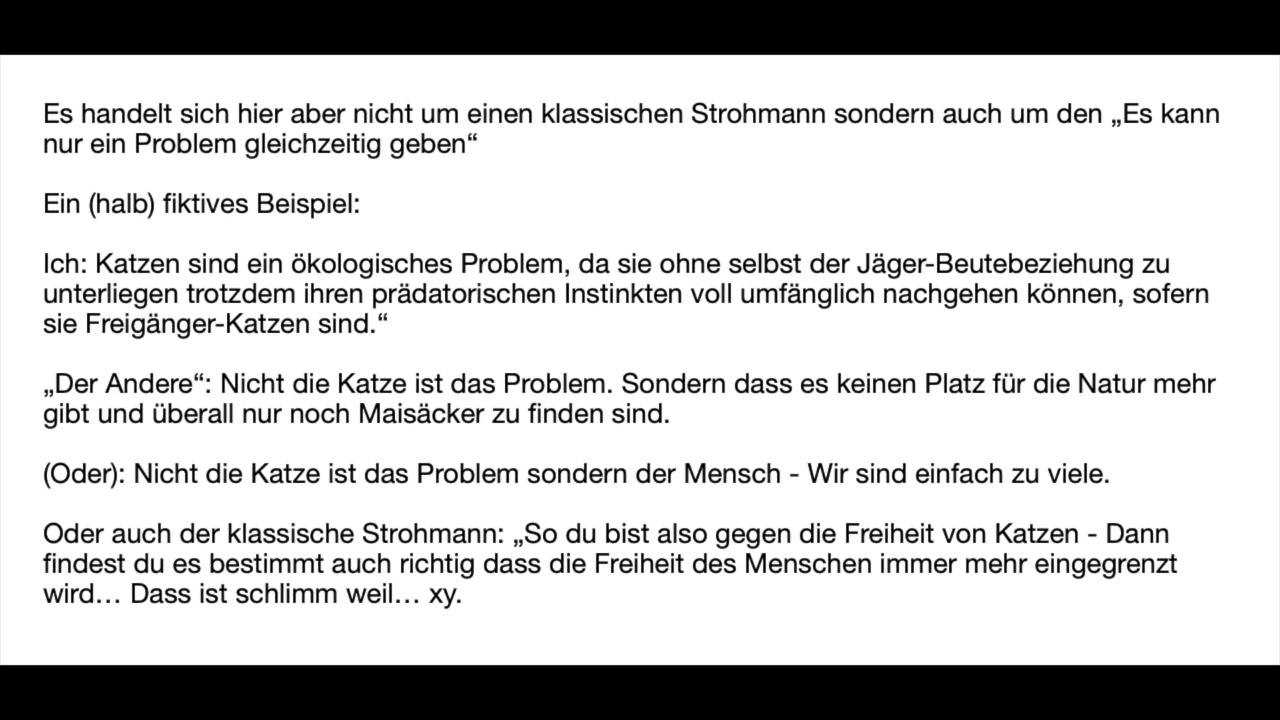 Es handelt sich hier aber nicht um einen klassischen Strohmann sondern auch um den „Es kann
nur ein Problem gleichzeitig geben“
Ein (halb) fiktives Beispiel:
Ich: Katzen sind ein ökologisches Problem, da sie ohne selbst der Jäger-Beutebeziehung zu
unterliegen trotzdem ihren prädatorischen Instinkten voll umfänglich nachgehen können, sofern
sie Freigänger-Katzen sind.“
„Der Andere“: Nicht die Katze ist das Problem. Sondern dass es keinen Platz für die Natur mehr
gibt und überall nur noch Maisäcker zu finden sind.
(Oder): Nicht die Katze ist das Problem sondern der Mensch - Wir sind einfach zu viele.
Oder auch der klassische Strohmann: „So du bist also gegen die Freiheit von Katzen - Dann
findest du es bestimmt auch richtig dass die Freiheit des Menschen immer mehr eingegrenzt
wird… Dass ist schlimm weil… xy.